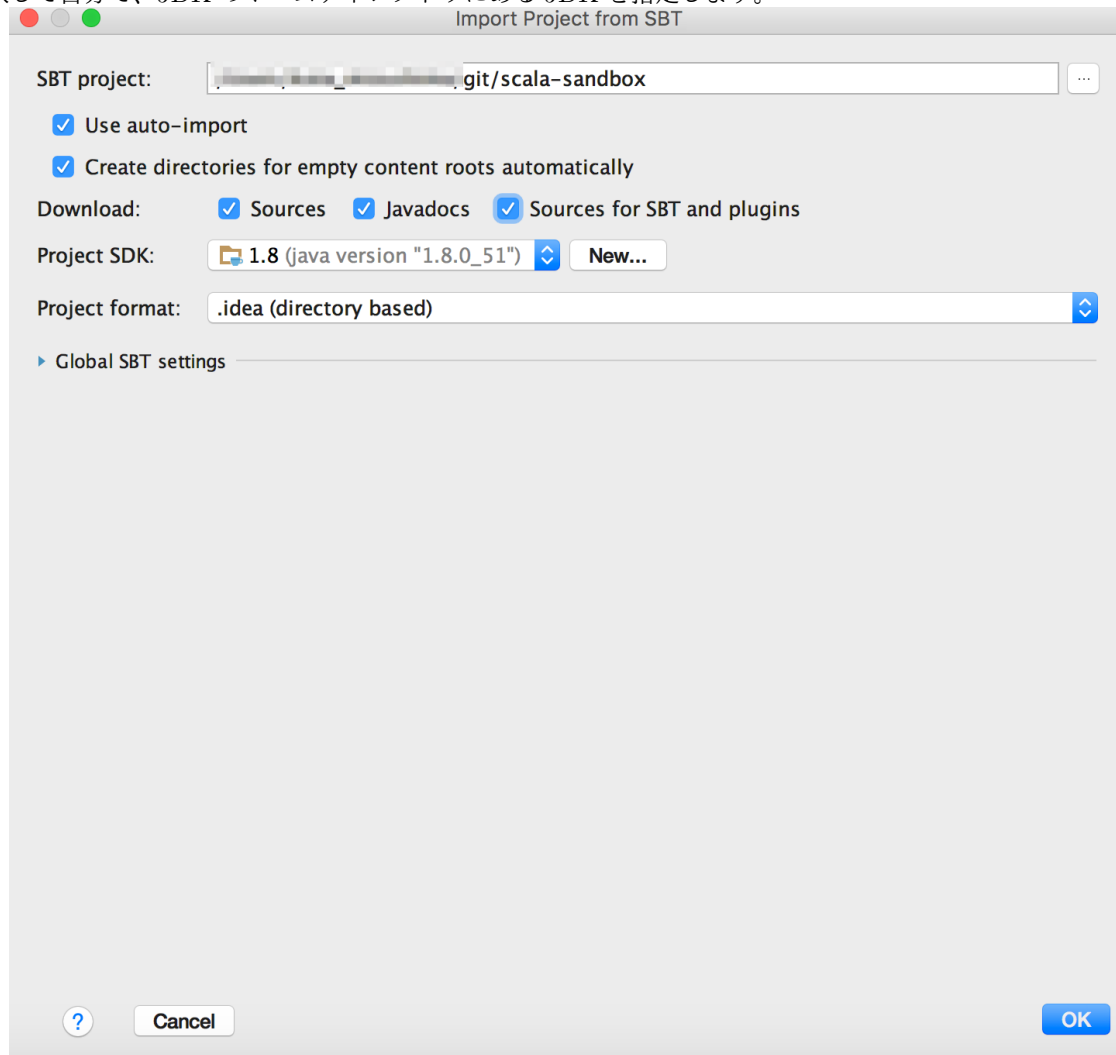 Import Project from SBT
SBT project: git/scala-sandbox ...
Use auto-import
Create directories for empty content roots automatically
Download: Sources Javadocs Sources for SBT and plugins
Project SDK: 1.8 (java version "1.8.0_51") New...
Project format: .idea (directory based)
Global SBT settings
? Cancel OK